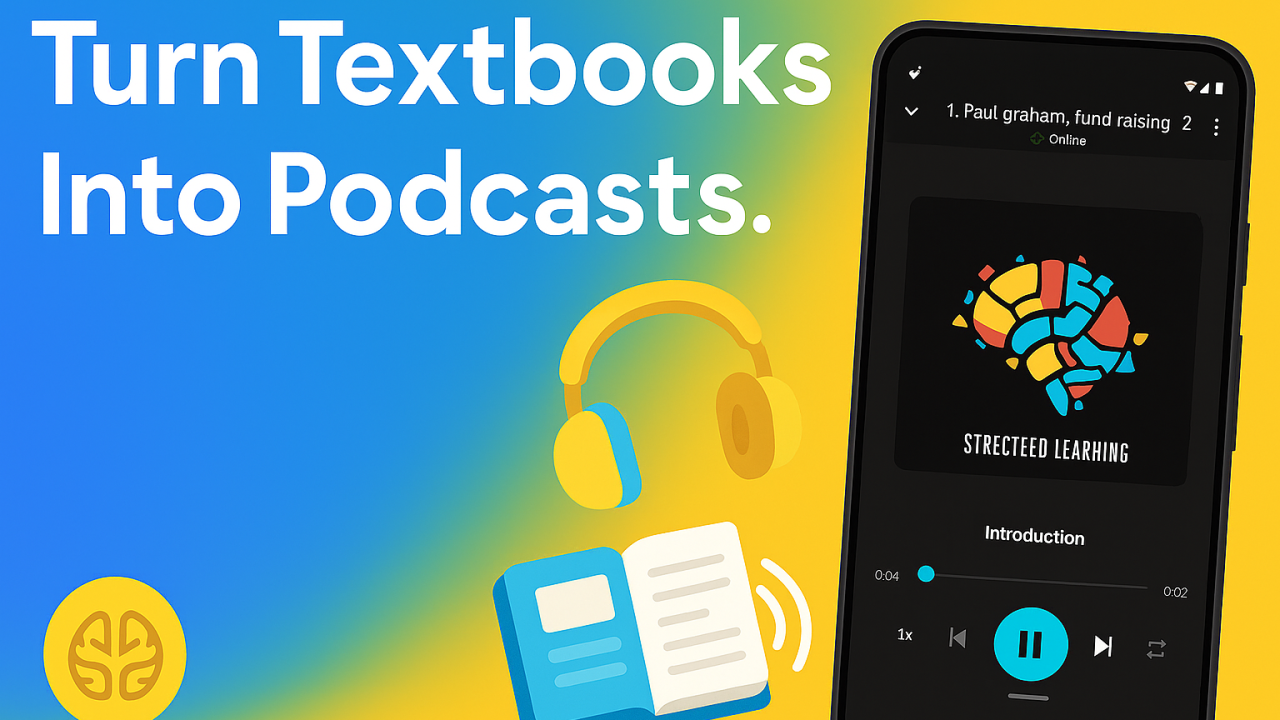 Turn Textbooks
Into Podcasts.
1. Paul graham, fund raising 2
Online
STRECTEED LEARHING
Introduction
0:04
0:02
1x